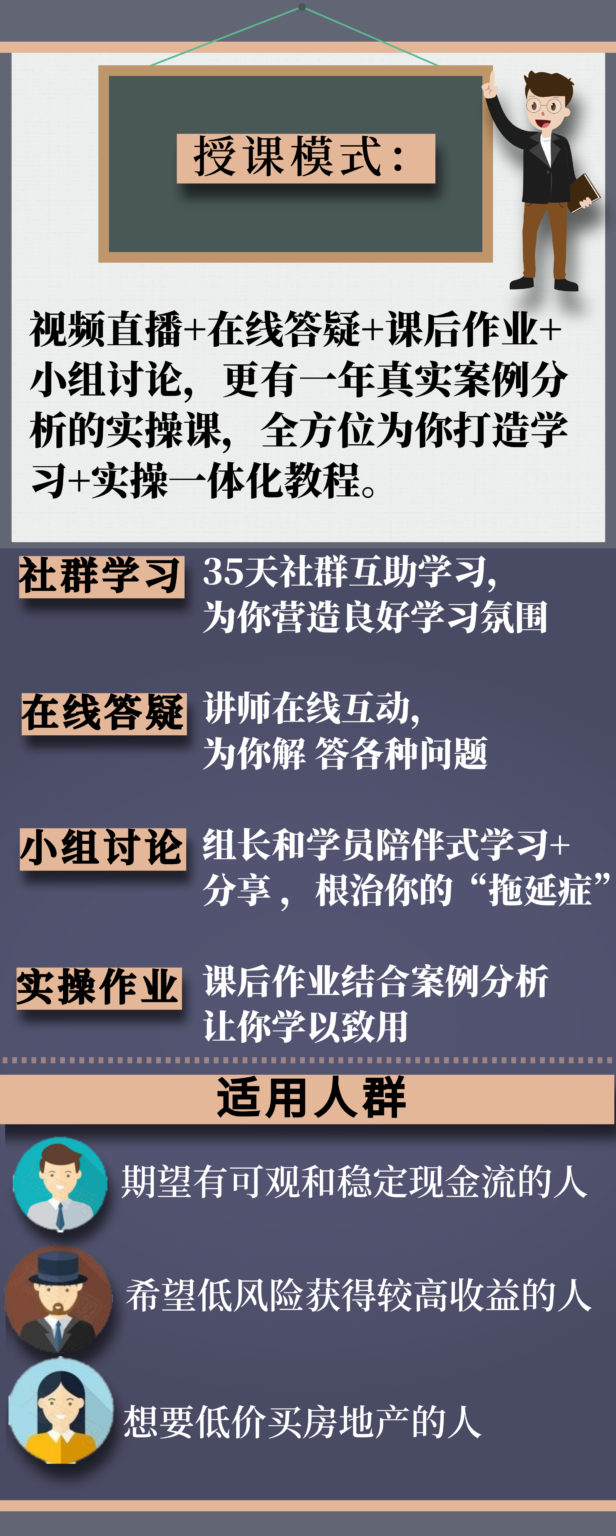 授课模式：
视频直播+在线答疑+课后作业+
小组讨论，更有一年真实案例分
析的实操课，全方位为你打造学
习+实操一体化教程。
社群学习
35天社群互助学习，
为你营造良好学习氛围
在线答疑
讲师在线互动，
为你解 答各种问题
小组讨论
组长和学员陪伴式学习+
分享 ，根治你的“拖延症”
实操作业
课后作业结合案例分析
让你学以致用
适用人群
期望有可观和稳定现金流的人
希望低风险获得较高收益的人
想要低价买房地产的人